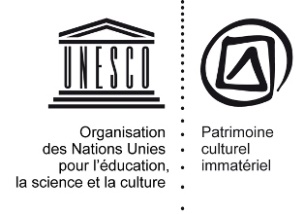 UNESCO
Organisation
des Nations Unies
pour l'éducation,
la science et la culture
Patrimoine
culturel
immatériel